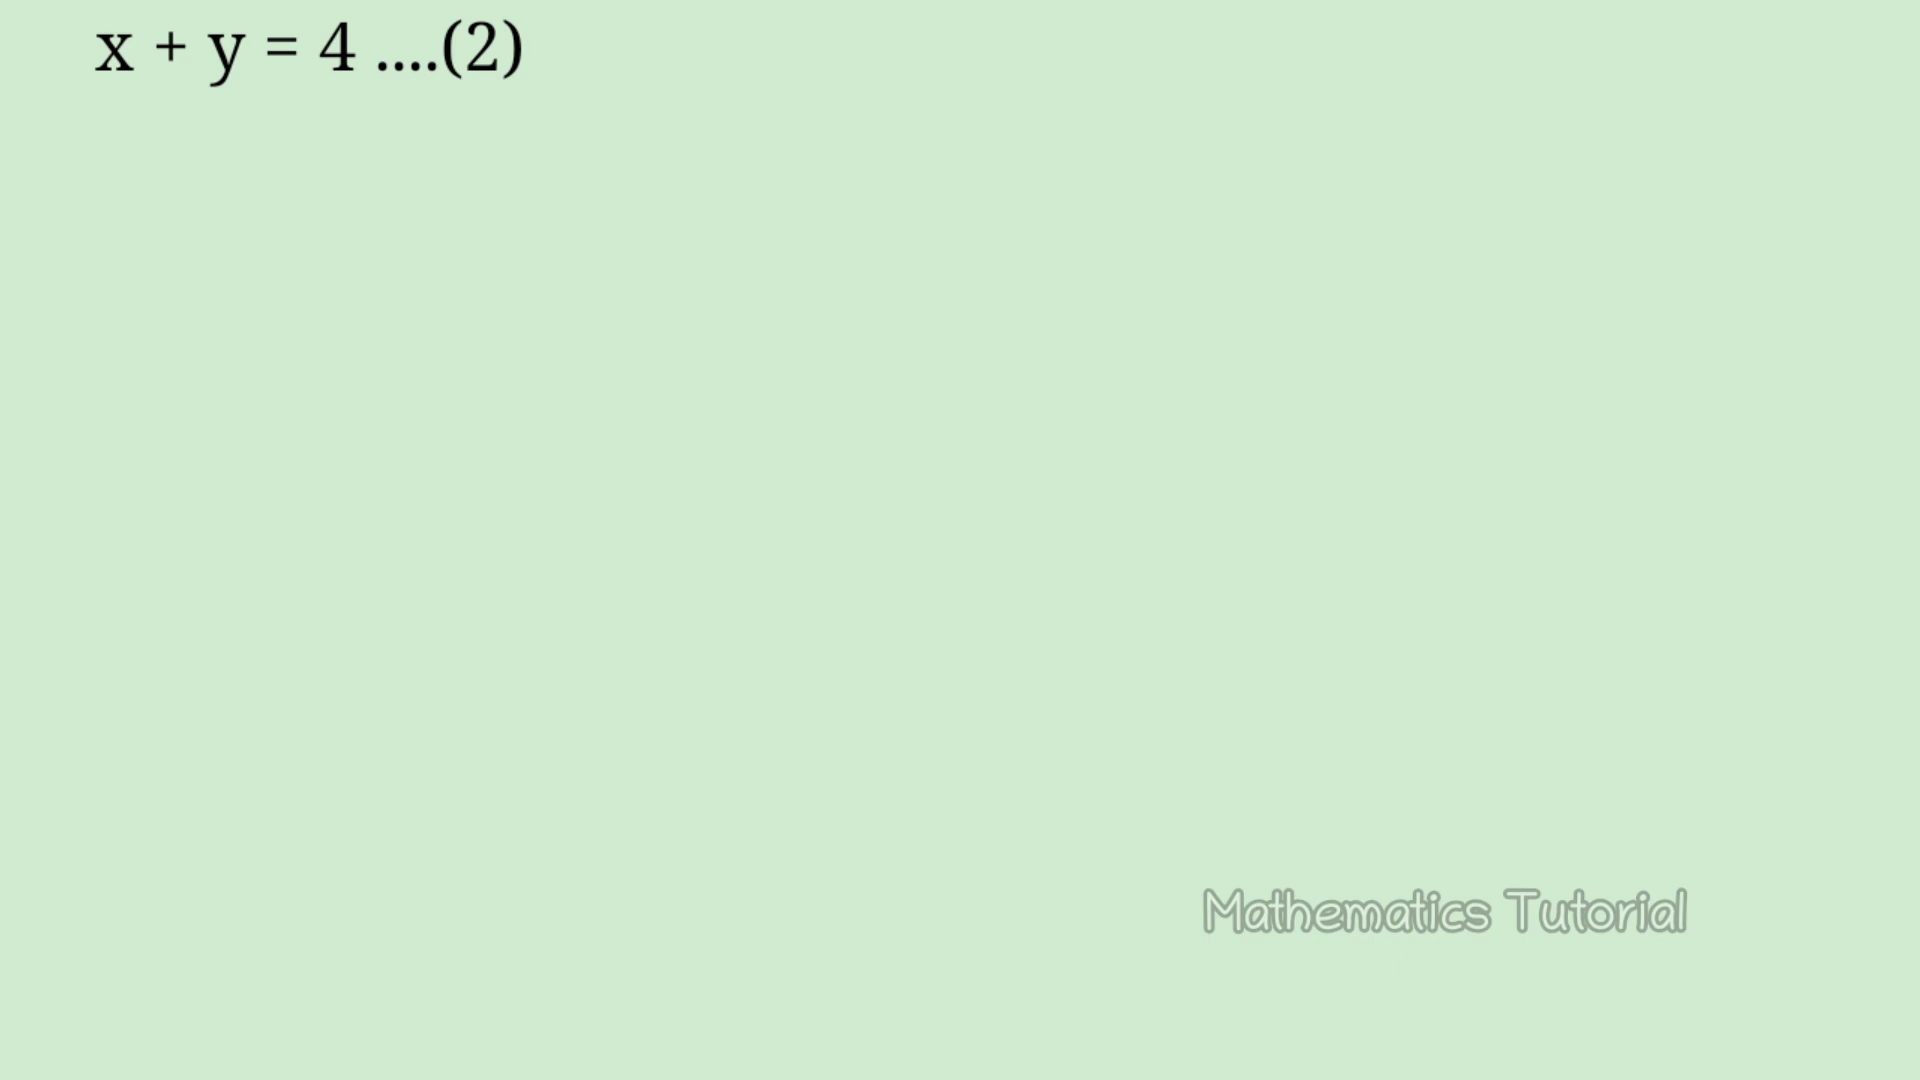 x + y = 4 ....(2)
Mathematics Tutorial